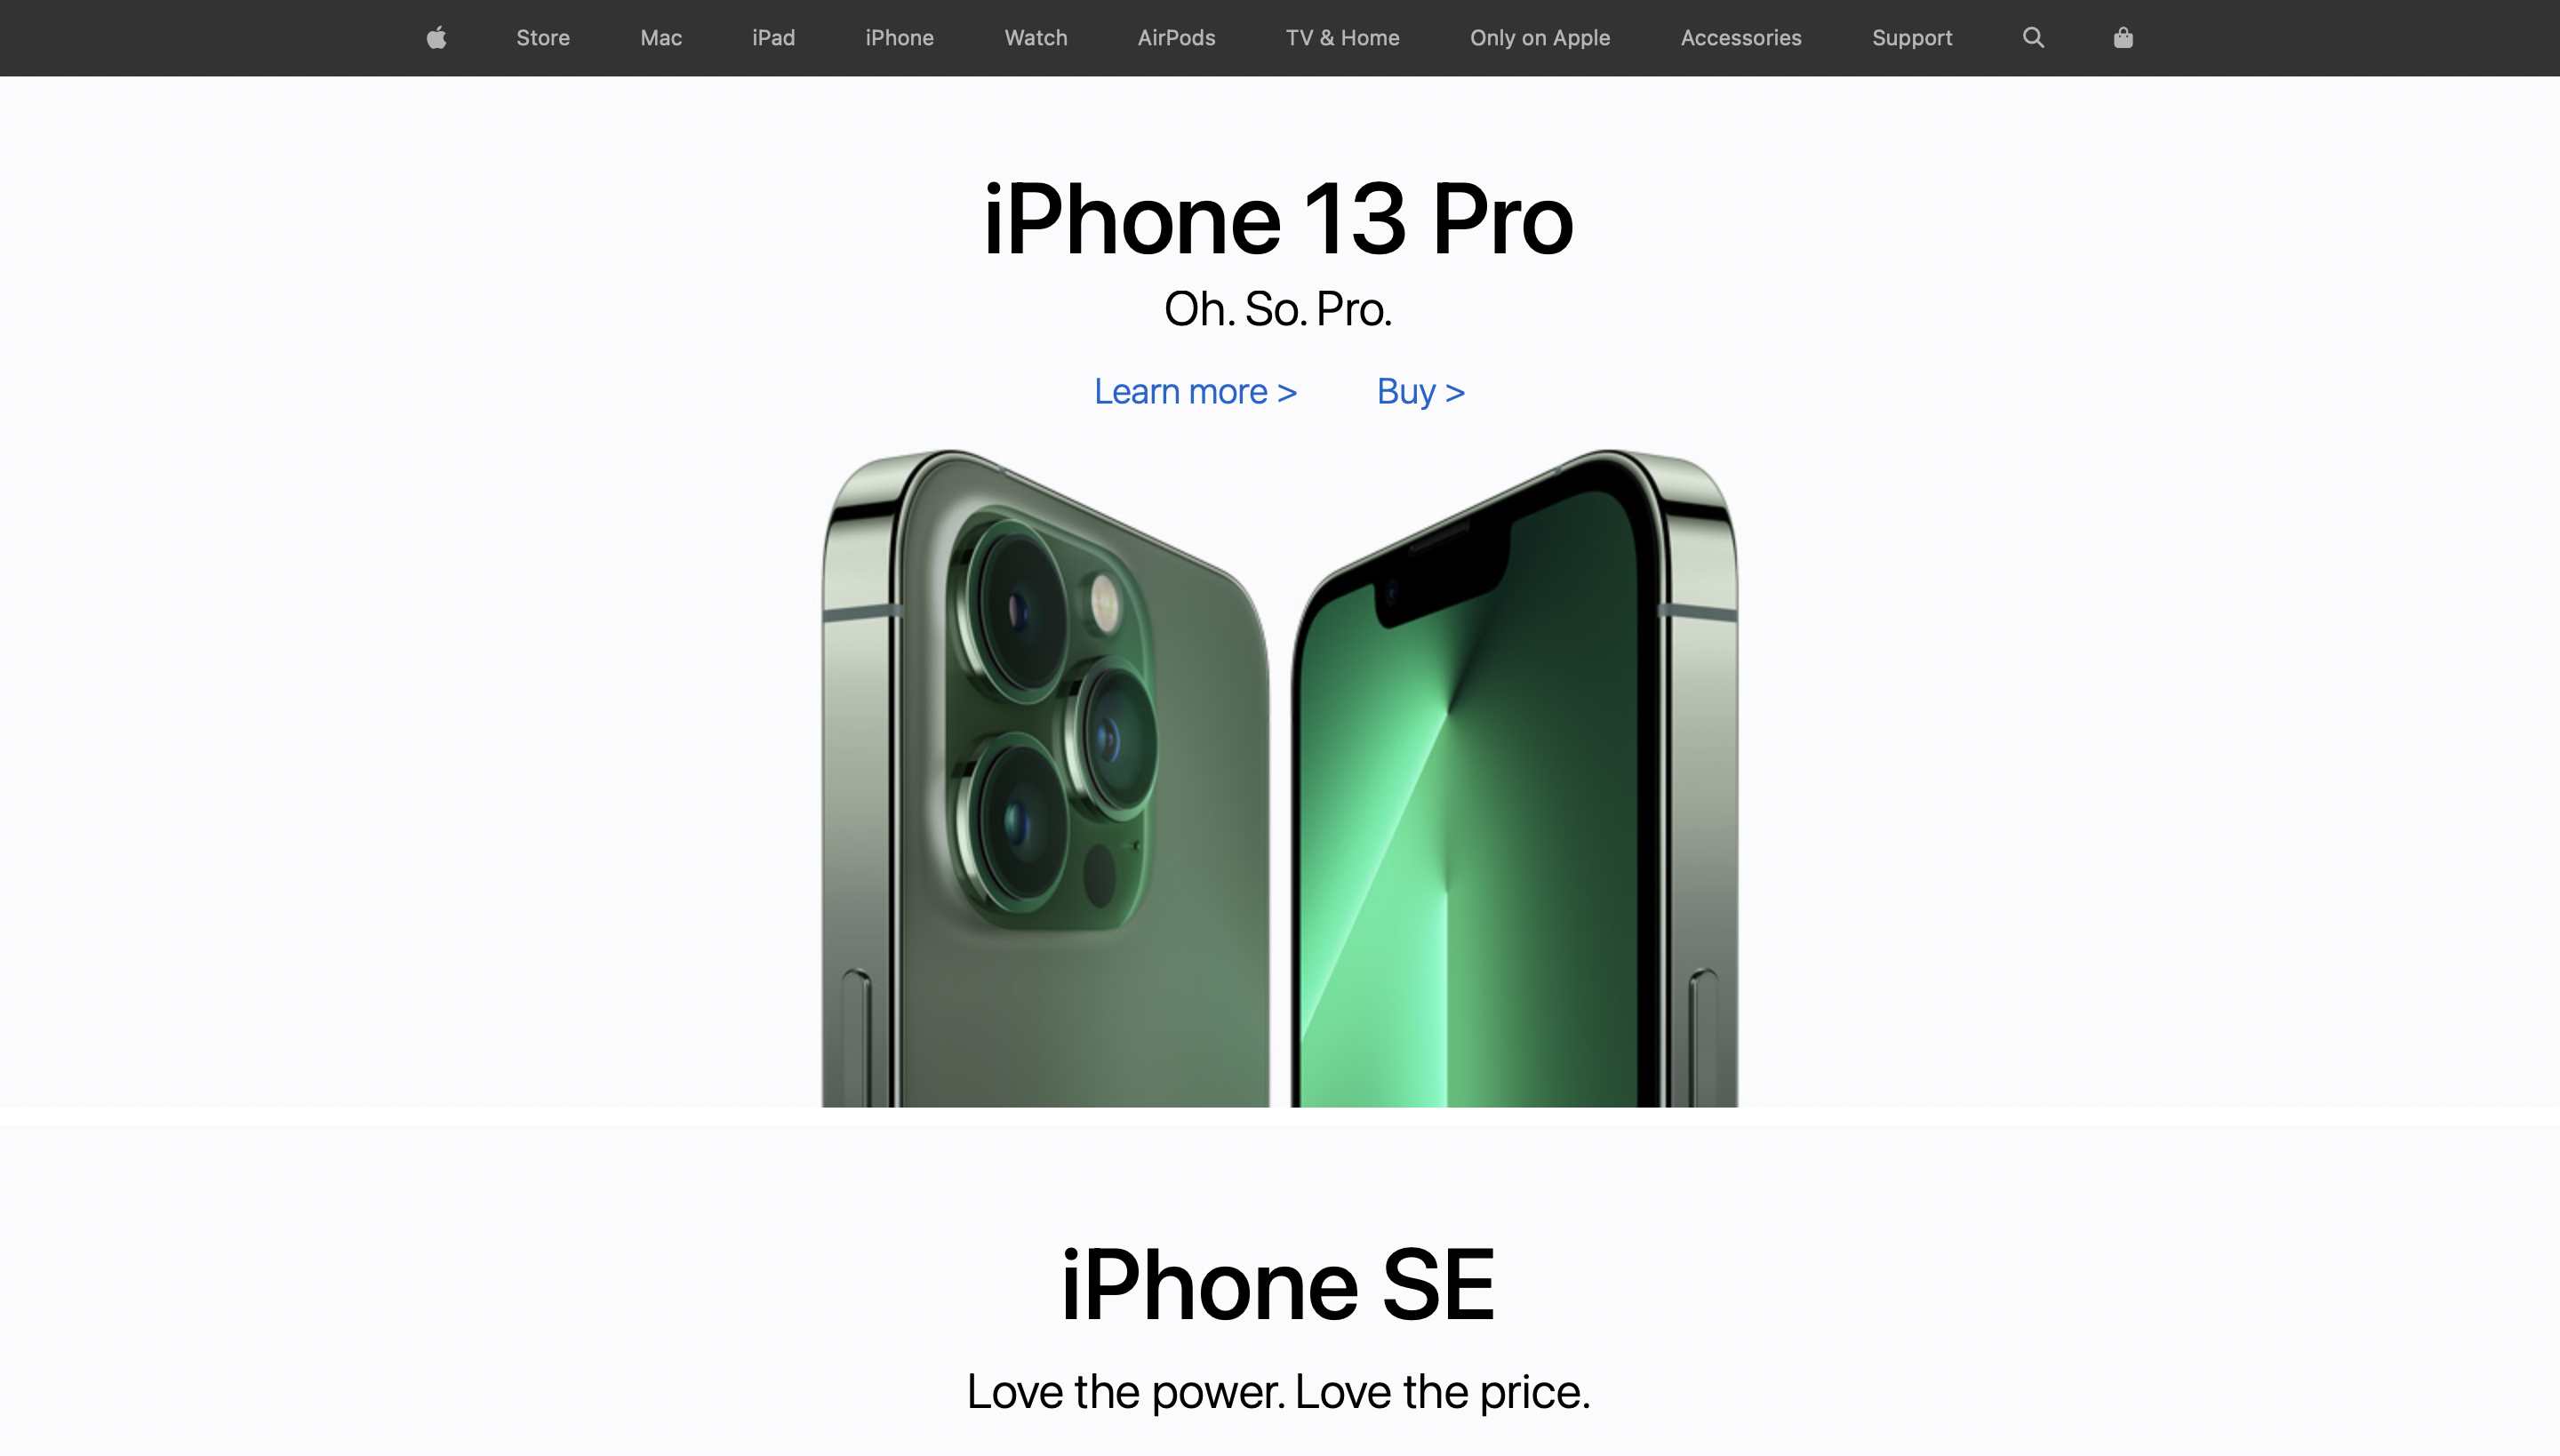 Store Mac iPad iPhone Watch AirPods TV & Home Only on Apple Accessories Support
iPhone 13 Pro
Oh. So. Pro.
Learn more > Buy >
iPhone SE
Love the power. Love the price.